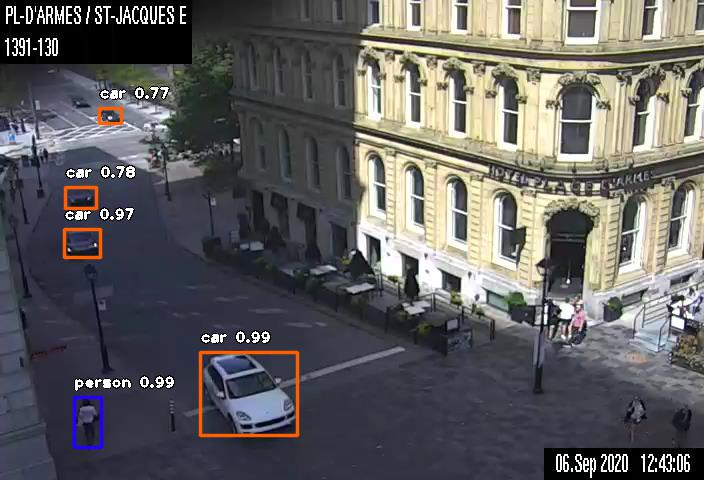 PL-D'ARMES / ST-JACQUES E
1391-130
car 0.77
car 0.78
car 0.97
car 0.99
person 0.99
HOTEL PLACE D'ARMES
06.Sep 2020 12:43:06